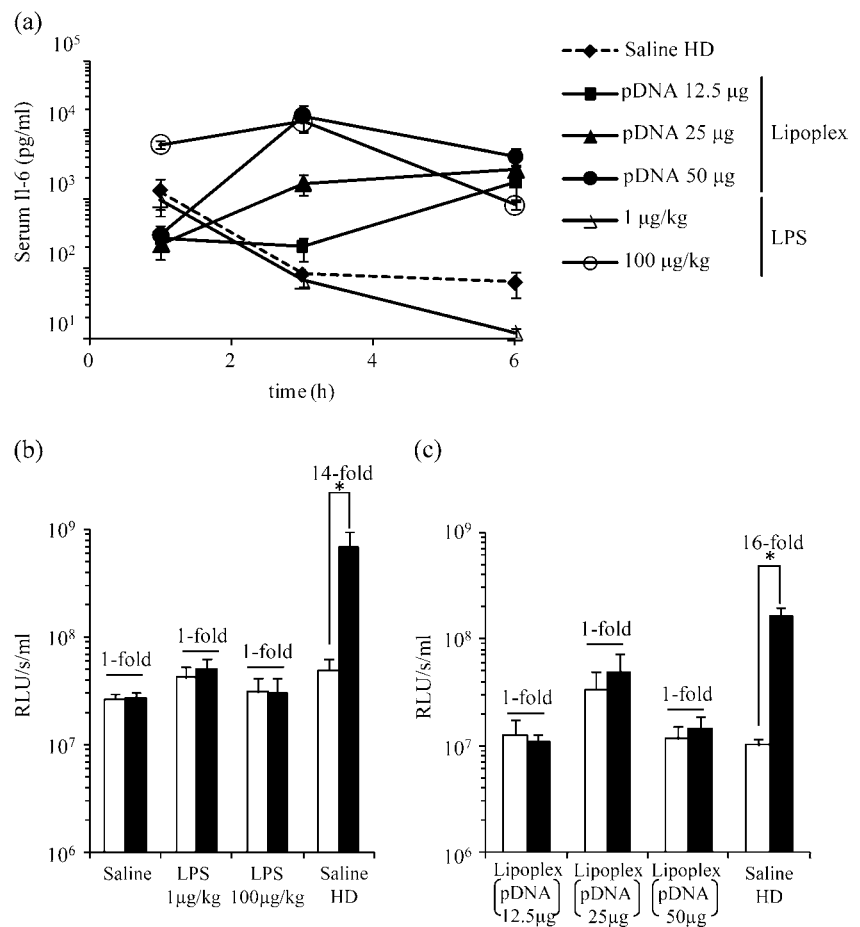 (a)
10^5
10^4
10^3
10^2
10^1
Serum Il-6 (pg/ml)
0 2 4 6
time (h)
Saline HD
pDNA 12.5 μg
pDNA 25 μg
pDNA 50 μg
Lipoplex
1 μg/kg
100 μg/kg
LPS
(b)
14-fold
*
10^9
10^8
10^7
10^6
RLU/s/ml
1-fold
1-fold
1-fold
Saline
LPS
1μg/kg
LPS
100μg/kg
Saline
HD
(c)
16-fold
*
10^9
10^8
10^7
10^6
RLU/s/ml
1-fold
1-fold
1-fold
Lipoplex
(pDNA
12.5μg)
Lipoplex
(pDNA
25μg)
Lipoplex
(pDNA
50μg)
Saline
HD